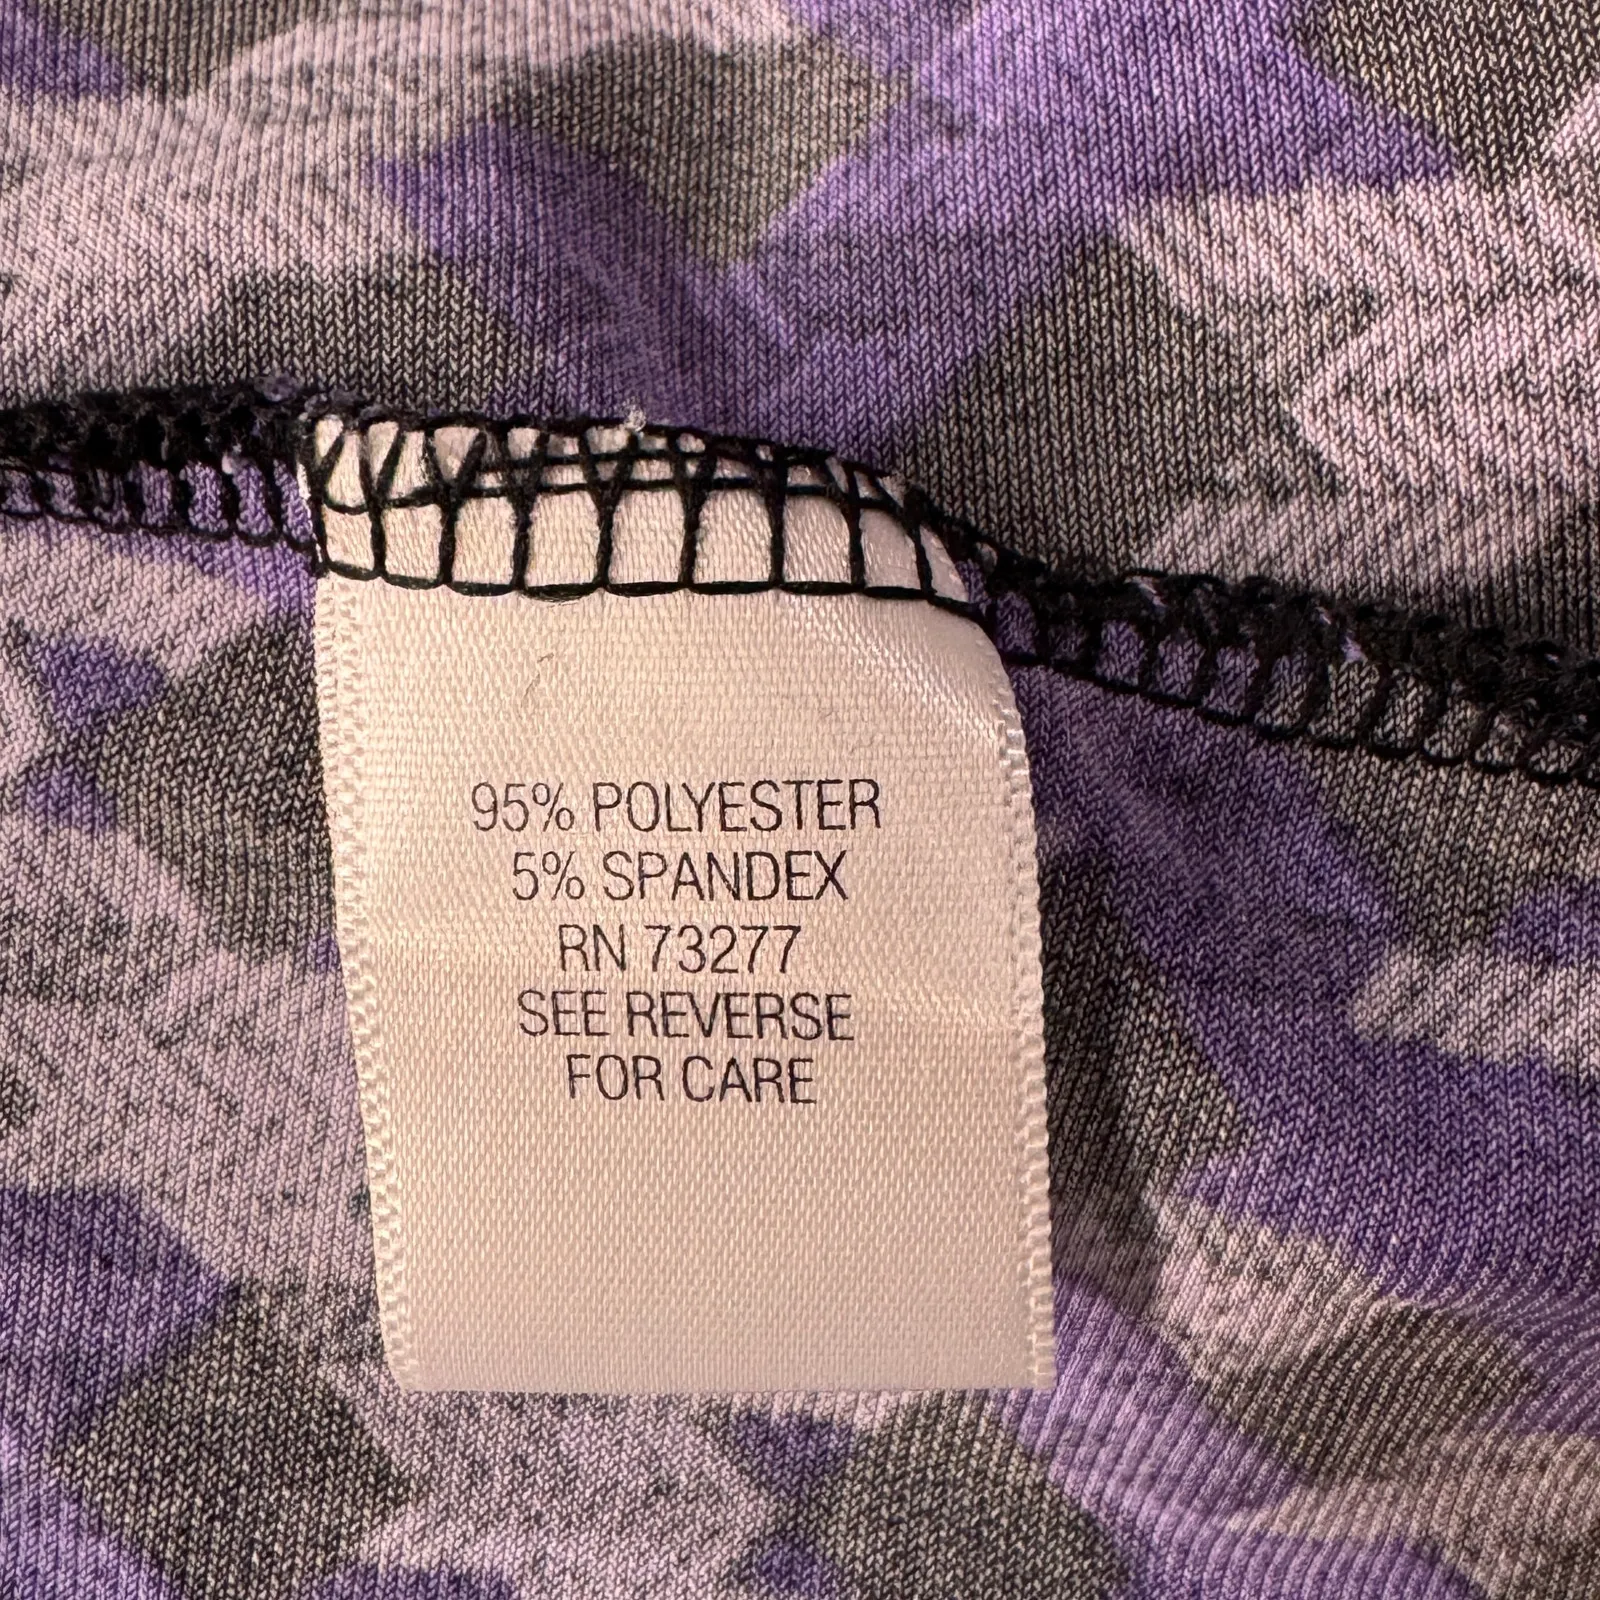 95% POLYESTER
5% SPANDEX
RN 73277
SEE REVERSE
FOR CARE